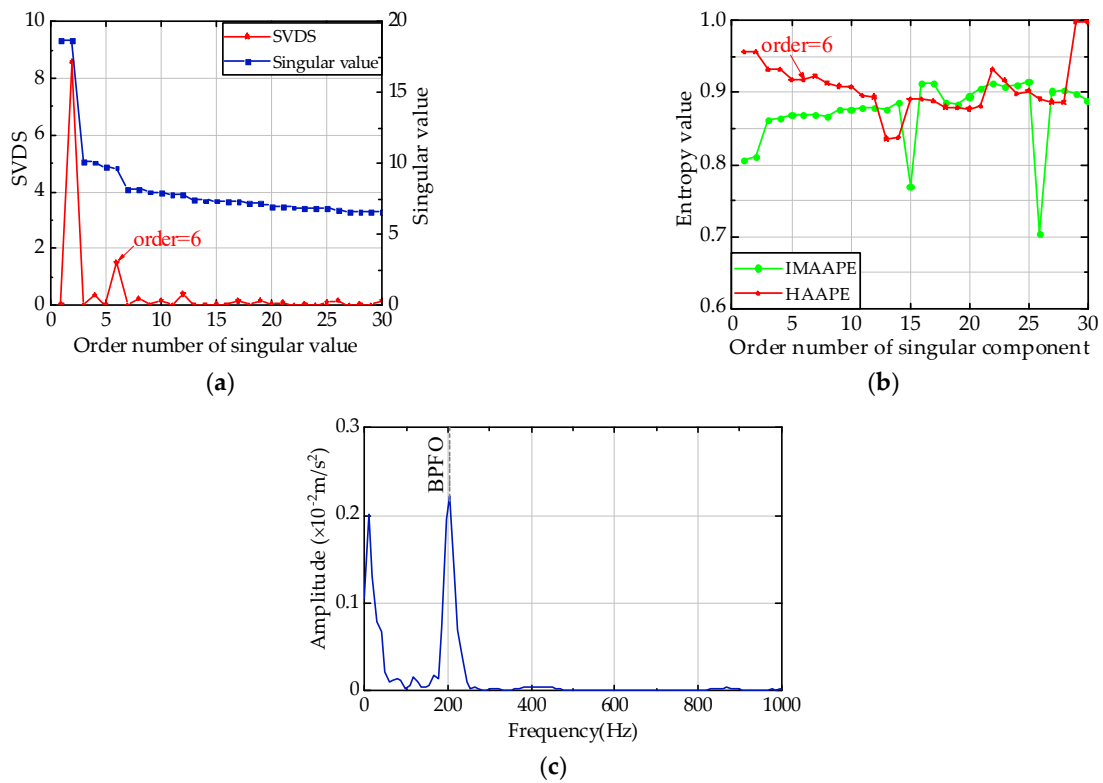 10
8
6
4
2
0
SVDS
SVDS
Singular value
order=6
20
15
10
5
0
Singular value
0 5 10 15 20 25 30
Order number of singular value
(a)
1.0
0.9
0.8
0.7
0.6
Entropy value
order=6
IMAAPE
HAAPE
0 5 10 15 20 25 30
Order number of singular component
(b)
0.3
0.2
0.1
0
Amplitude (×10⁻²m/s²)
BPFO
0 200 400 600 800 1000
Frequency(Hz)
(c)